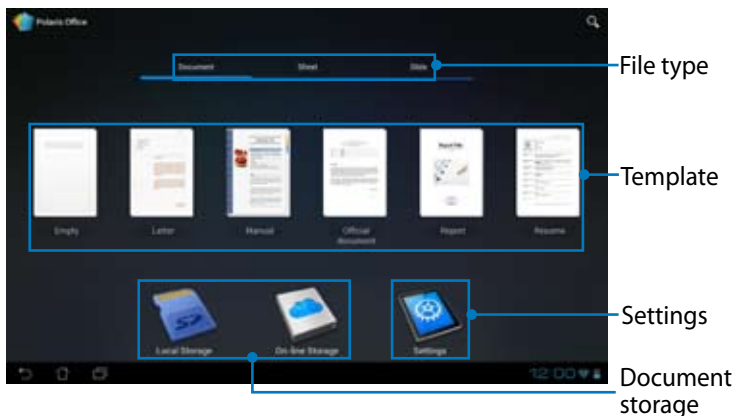 Polaris Office
Document Sheet Slide
File type
Template
Empty Letter Manual Official document Report Resume
Settings
Local Storage On-line Storage Settings
12:00
Document
storage